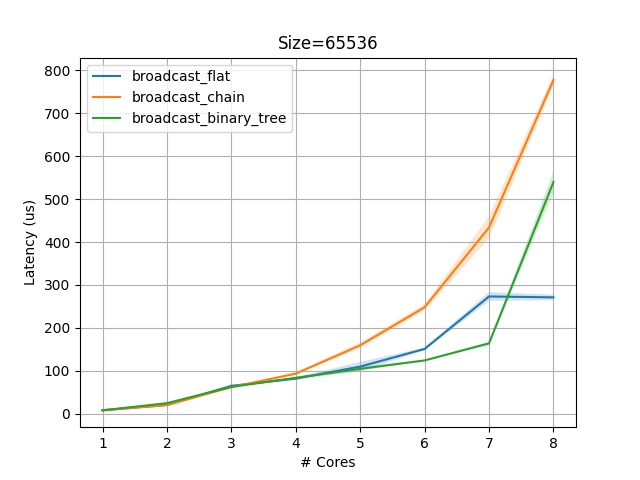 Size=65536
broadcast_flat
broadcast_chain
broadcast_binary_tree
Latency (us)
800
700
600
500
400
300
200
100
0
1 2 3 4 5 6 7 8
# Cores